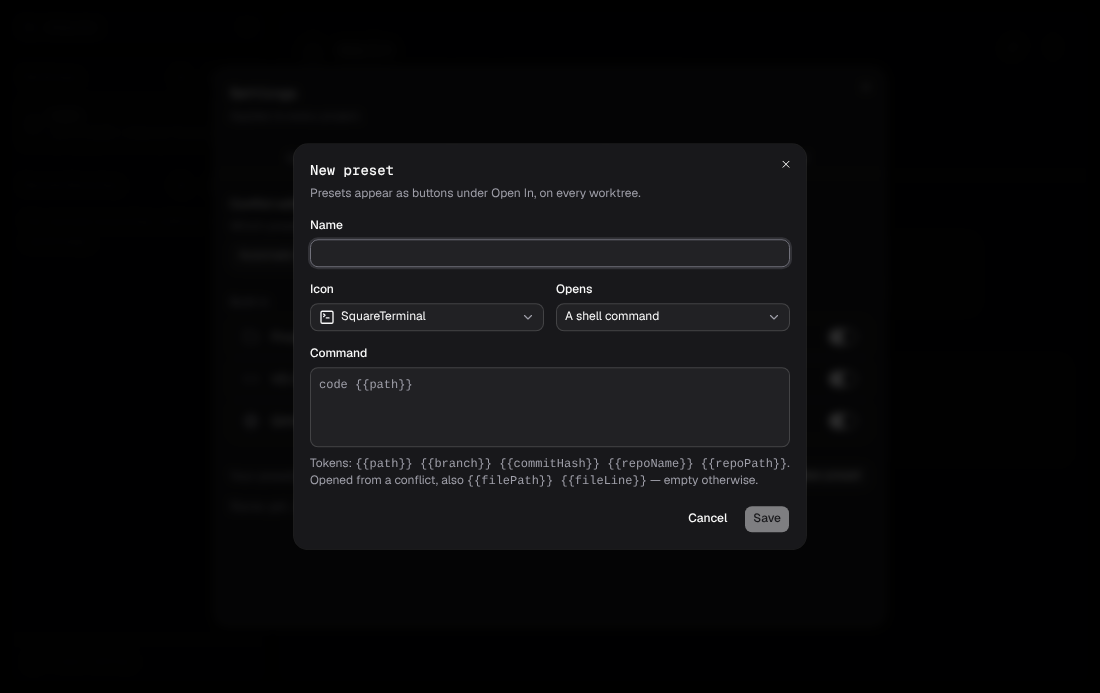 New preset
Presets appear as buttons under Open In, on every worktree.
Name
Icon
Opens
SquareTerminal
A shell command
Command
code {{path}}
Tokens: {{path}} {{branch}} {{commitHash}} {{repoName}} {{repoPath}}.
Opened from a conflict, also {{filePath}} {{fileLine}} — empty otherwise.
Cancel
Save